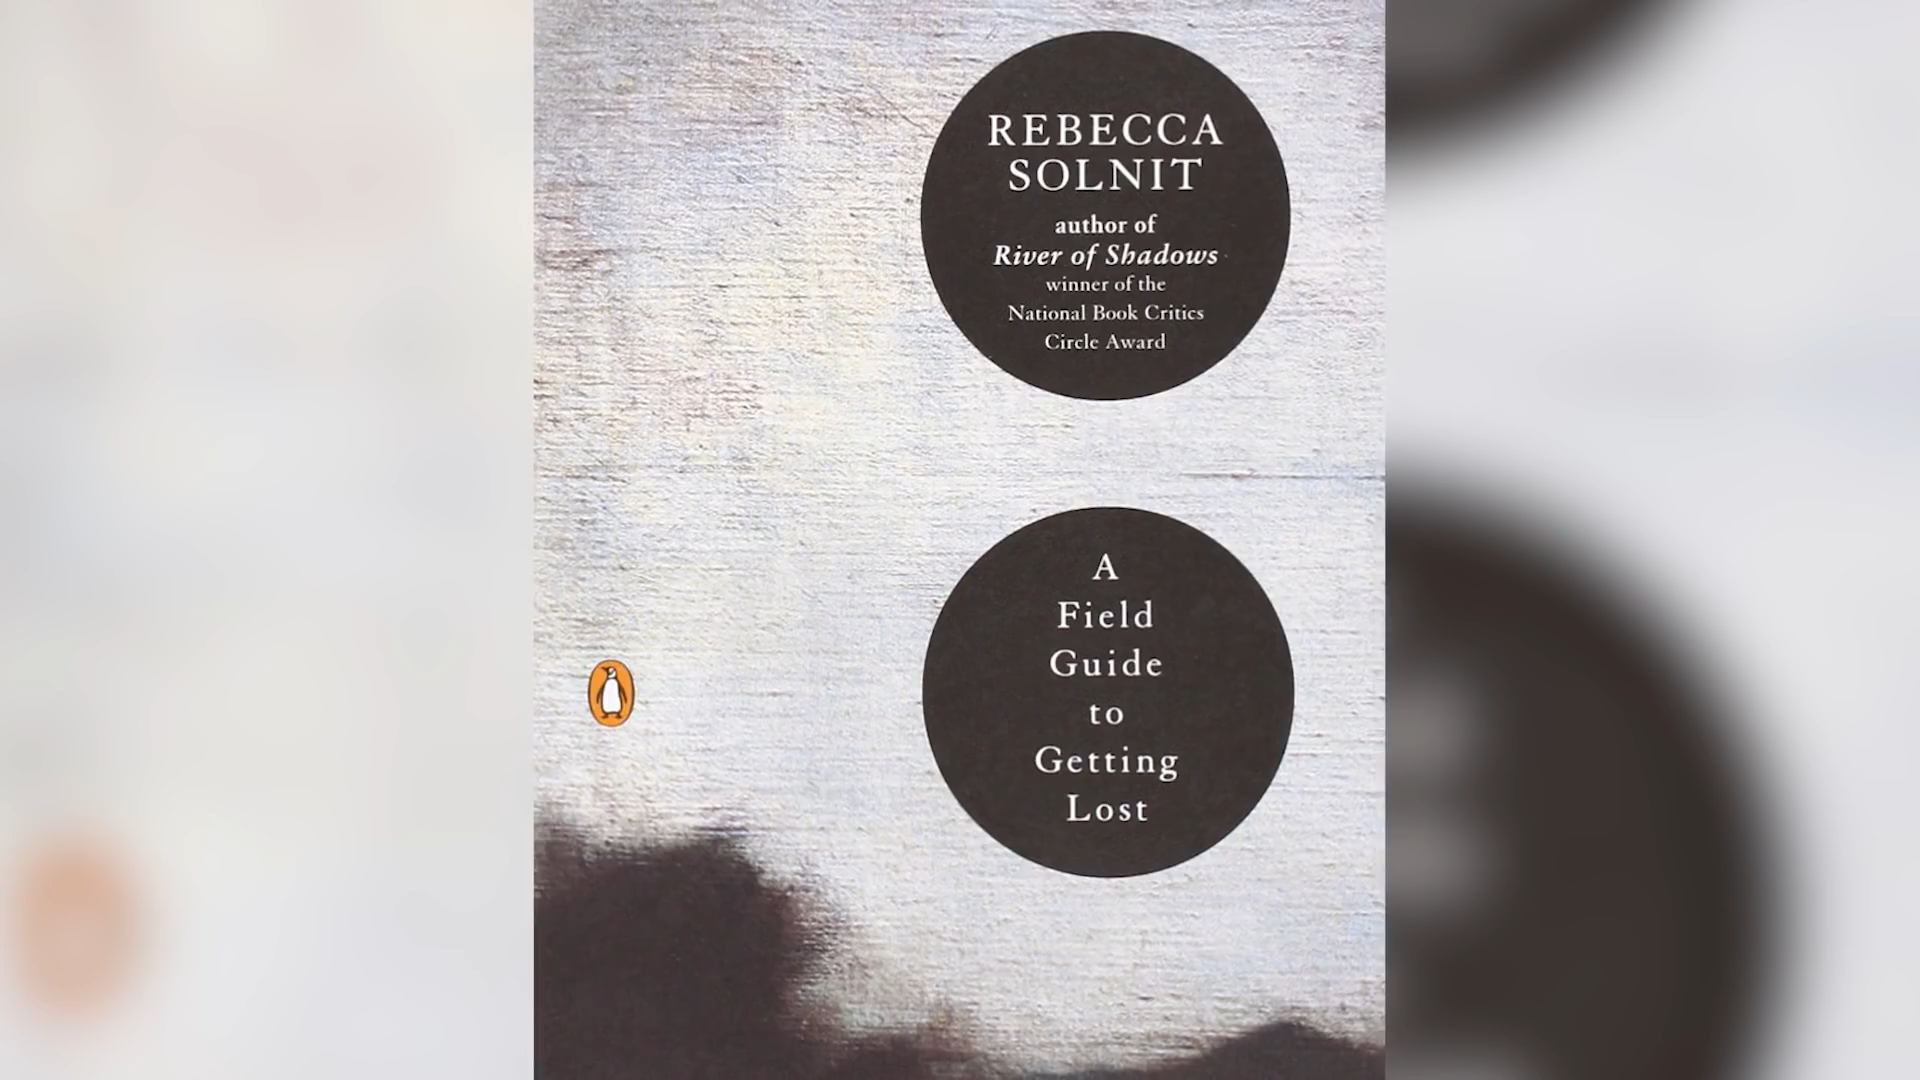 REBECCA
SOLNIT
author of
River of Shadows
winner of the
National Book Critics
Circle Award
A
Field
Guide
to
Getting
Lost